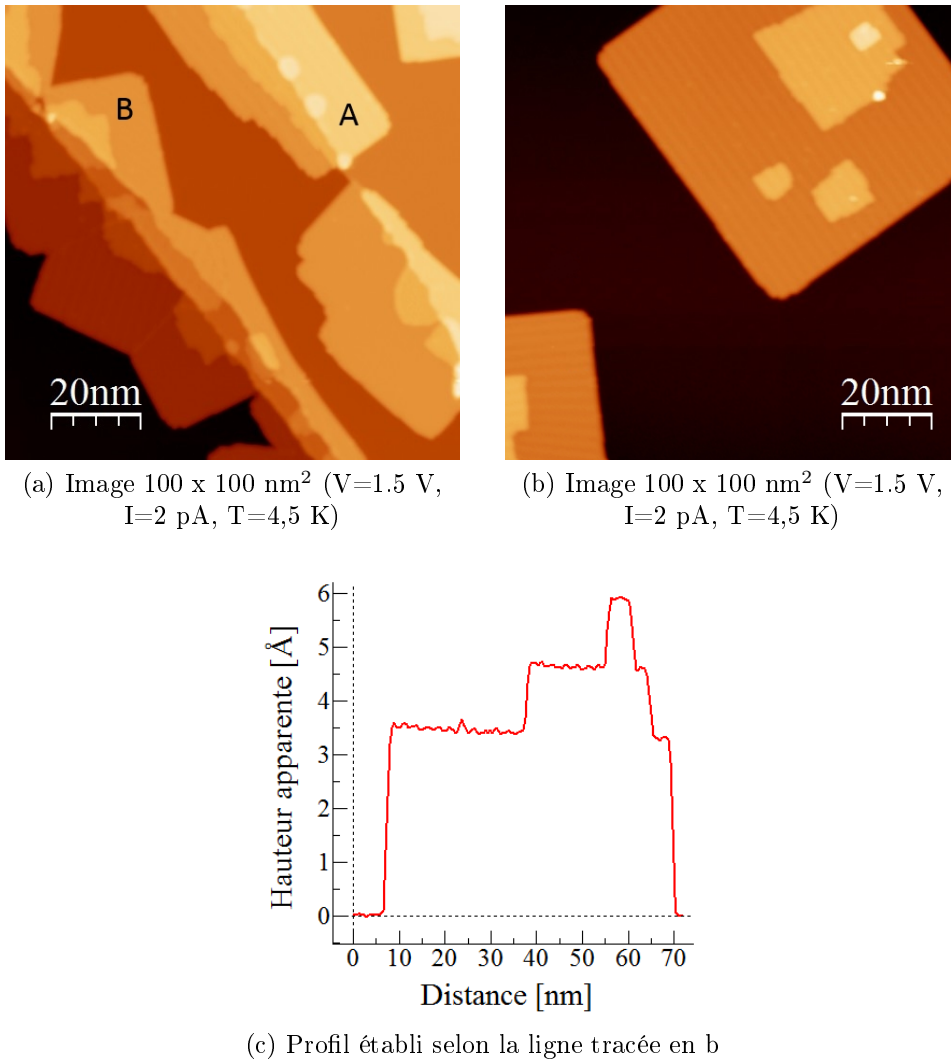 B
A
20nm
20nm
(a) Image 100 x 100 nm² (V=1.5 V,
I=2 pA, T=4,5 K)
(b) Image 100 x 100 nm² (V=1.5 V,
I=2 pA, T=4,5 K)
Hauteur apparente [Å]
6
5
4
3
2
1
0
0 10 20 30 40 50 60 70
Distance [nm]
(c) Profil établi selon la ligne tracée en b